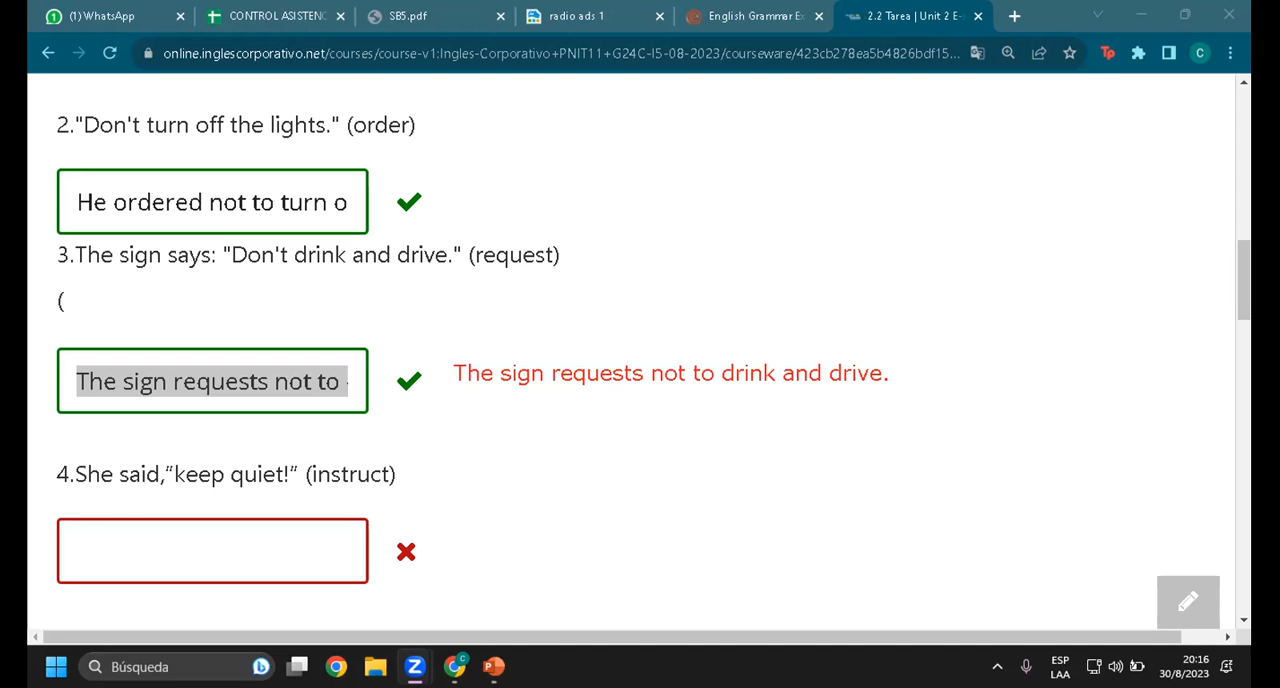 (1) WhatsApp
CONTROL ASISTENC
SB5.pdf
radio ads 1
English Grammar Ex
2.2 Tarea | Unit 2 E-
online.inglescorporativo.net/courses/course-v1:Ingles-Corporativo+PNIT11+G24C-I5-08-2023/courseware/423cb278ea5b4826bdf15...
2."Don't turn off the lights." (order)
He ordered not to turn o
3.The sign says: "Don't drink and drive." (request)
(
The sign requests not to
The sign requests not to drink and drive.
4.She said,“keep quiet!” (instruct)
Búsqueda
ESP
LAA
20:16
30/8/2023